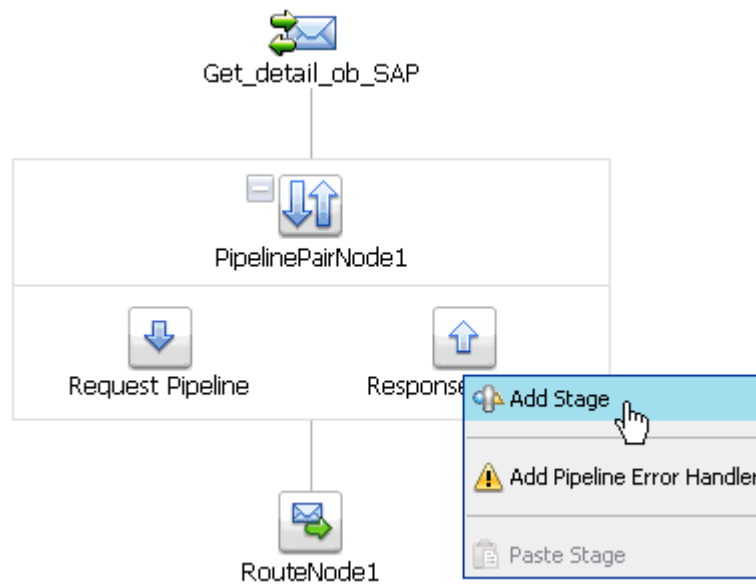 Get_detail_ob_SAP
PipelinePairNode1
Request Pipeline
Response
Add Stage
Add Pipeline Error Handler
Paste Stage
RouteNode1